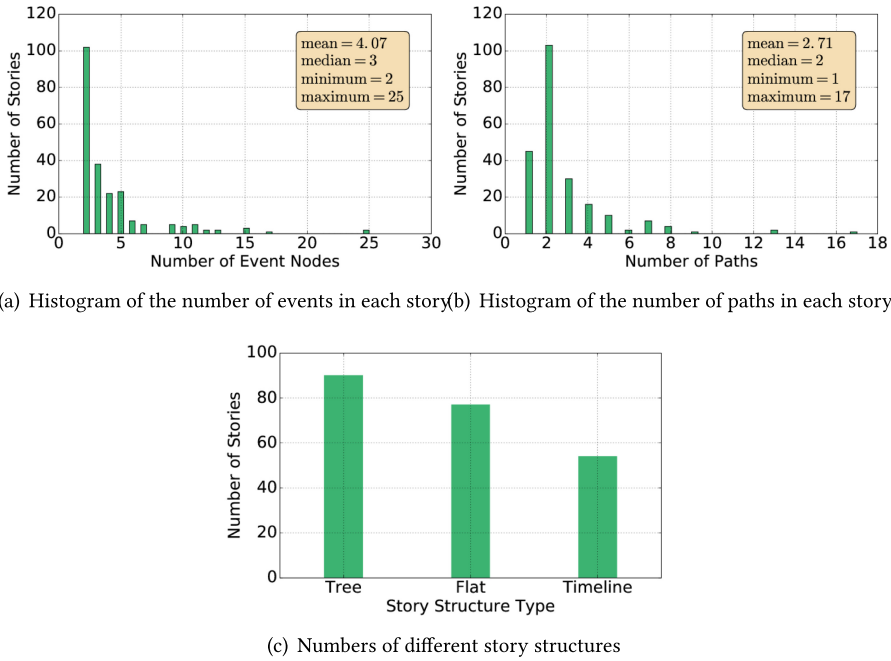 120
100
80
60
40
20
0
Number of Stories
mean = 4.07
median = 3
minimum = 2
maximum = 25
0 5 10 15 20 25 30
Number of Event Nodes
(a) Histogram of the number of events in each story
120
100
80
60
40
20
0
Number of Stories
mean = 2.71
median = 2
minimum = 1
maximum = 17
0 2 4 6 8 10 12 14 16 18
Number of Paths
(b) Histogram of the number of paths in each story
100
80
60
40
20
0
Number of Stories
Tree Flat Timeline
Story Structure Type
(c) Numbers of different story structures